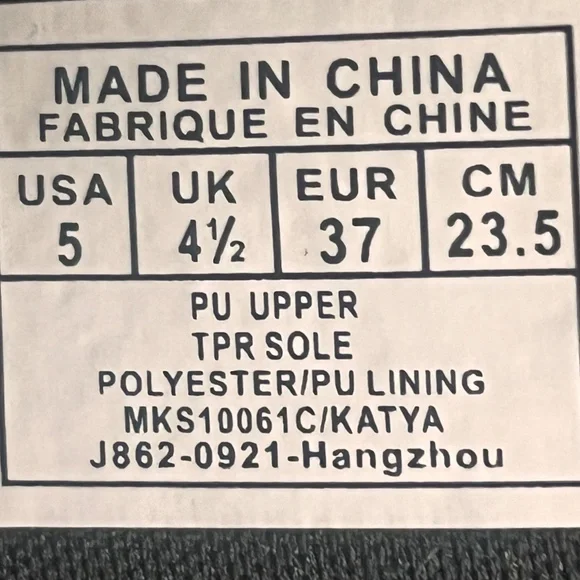 MADE IN CHINA
FABRIQUE EN CHINE
USA UK EUR CM
5 4½ 37 23.5
PU UPPER
TPR SOLE
POLYESTER/PU LINING
MKS10061C/KATYA
J862-0921-Hangzhou